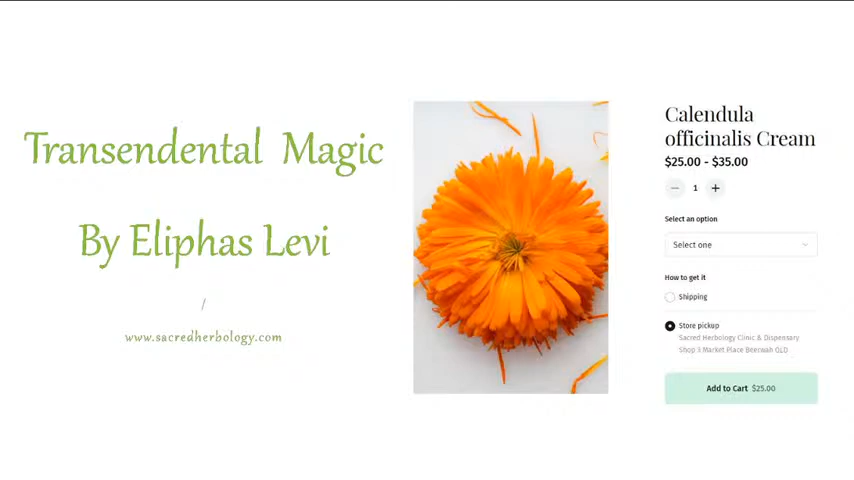 Transendental Magic
By Eliphas Levi
/
www.sacredherbology.com
Calendula
officinalis Cream
$25.00 - $35.00
— 1 +
Select an option
Select one
How to get it
Shipping
Store pickup
Sacred Herbology Clinic & Dispensary
Shop 3 Market Place Beerwah QLD
Add to Cart $25.00